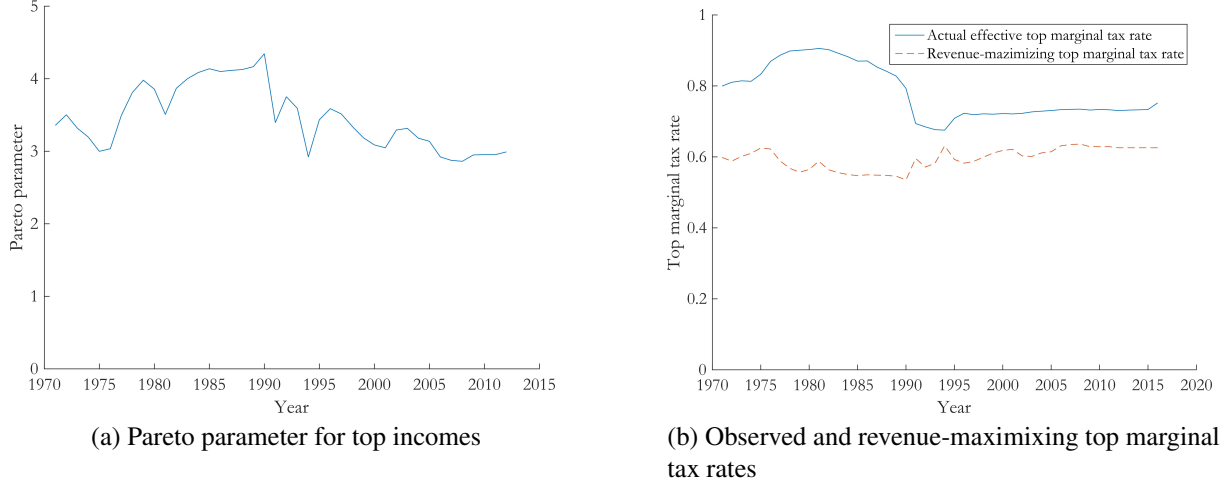 5
4
3
2
1
0
Pareto parameter
1970 1975 1980 1985 1990 1995 2000 2005 2010 2015
Year
(a) Pareto parameter for top incomes
1
0.8
0.6
0.4
0.2
0
Top marginal tax rate
Actual effective top marginal tax rate
Revenue-mazimizing top marginal tax rate
1970 1975 1980 1985 1990 1995 2000 2005 2010 2015 2020
Year
(b) Observed and revenue-maximixing top marginal
tax rates